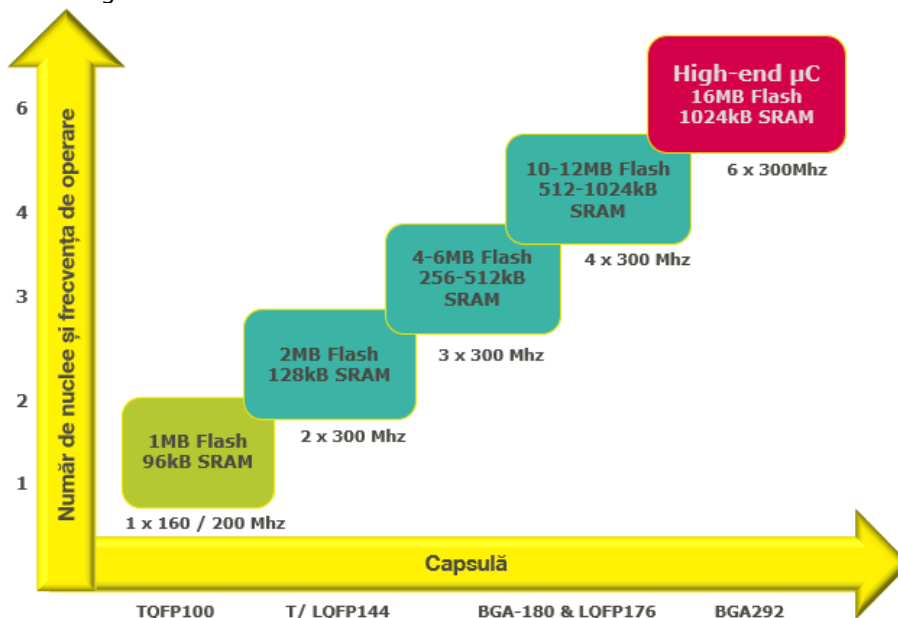 6
4
3
2
1
Număr de nuclee și frecvența de operare
High-end µC
16MB Flash
1024kB SRAM
6 x 300Mhz
10-12MB Flash
512-1024kB
SRAM
4 x 300 Mhz
4-6MB Flash
256-512kB
SRAM
3 x 300 Mhz
2MB Flash
128kB SRAM
2 x 300 Mhz
1MB Flash
96kB SRAM
1 x 160 / 200 Mhz
Capsulă
TQFP100
T/ LQFP144
BGA-180 & LQFP176
BGA292